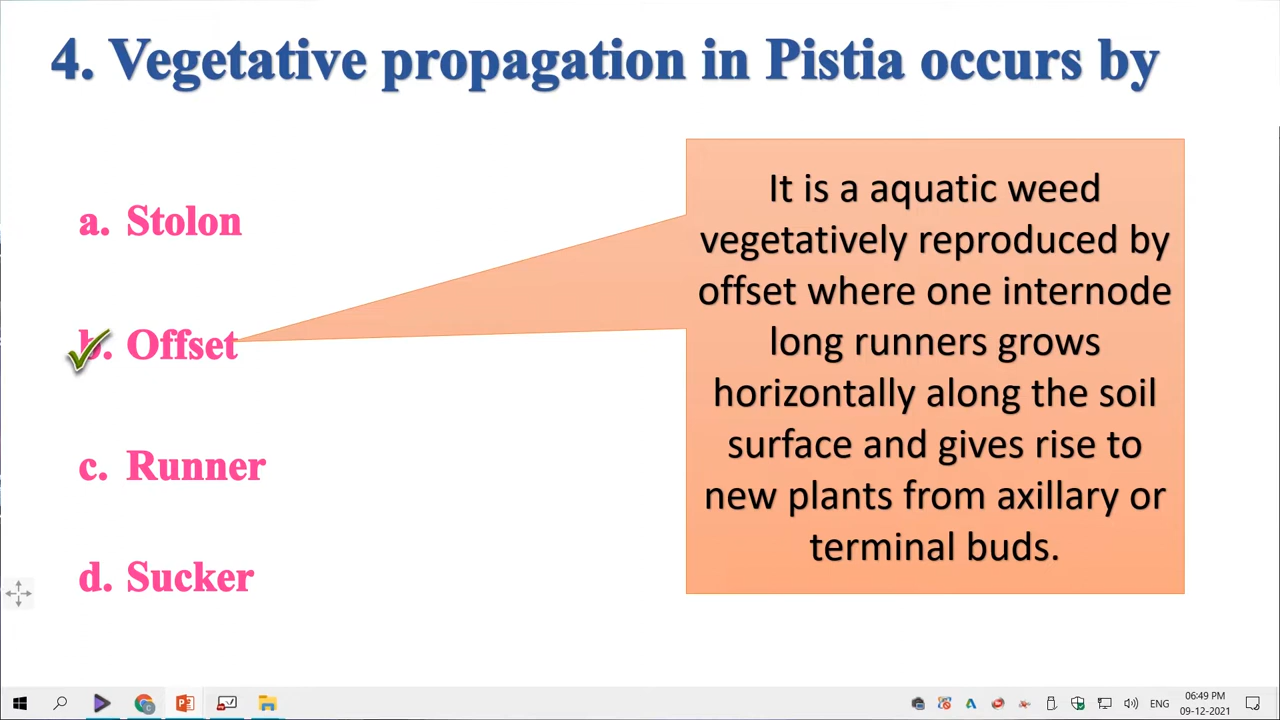 4. Vegetative propagation in Pistia occurs by
a. Stolon
b. Offset
c. Runner
d. Sucker
It is a aquatic weed
vegetatively reproduced by
offset where one internode
long runners grows
horizontally along the soil
surface and gives rise to
new plants from axillary or
terminal buds.
ENG
06:49 PM
09-12-2021